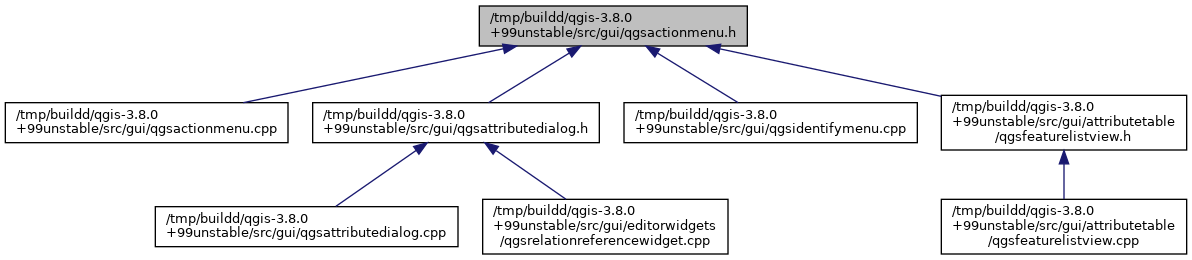 /tmp/buildd/qgis-3.8.0
+99unstable/src/gui/qgsactionmenu.h
/tmp/buildd/qgis-3.8.0
+99unstable/src/gui/qgsactionmenu.cpp
/tmp/buildd/qgis-3.8.0
+99unstable/src/gui/qgsattributedialog.h
/tmp/buildd/qgis-3.8.0
+99unstable/src/gui/qgsidentifymenu.cpp
/tmp/buildd/qgis-3.8.0
+99unstable/src/gui/attributetable
/qgsfeaturelistview.h
/tmp/buildd/qgis-3.8.0
+99unstable/src/gui/qgsattributedialog.cpp
/tmp/buildd/qgis-3.8.0
+99unstable/src/gui/editorwidgets
/qgsrelationreferencewidget.cpp
/tmp/buildd/qgis-3.8.0
+99unstable/src/gui/attributetable
/qgsfeaturelistview.cpp